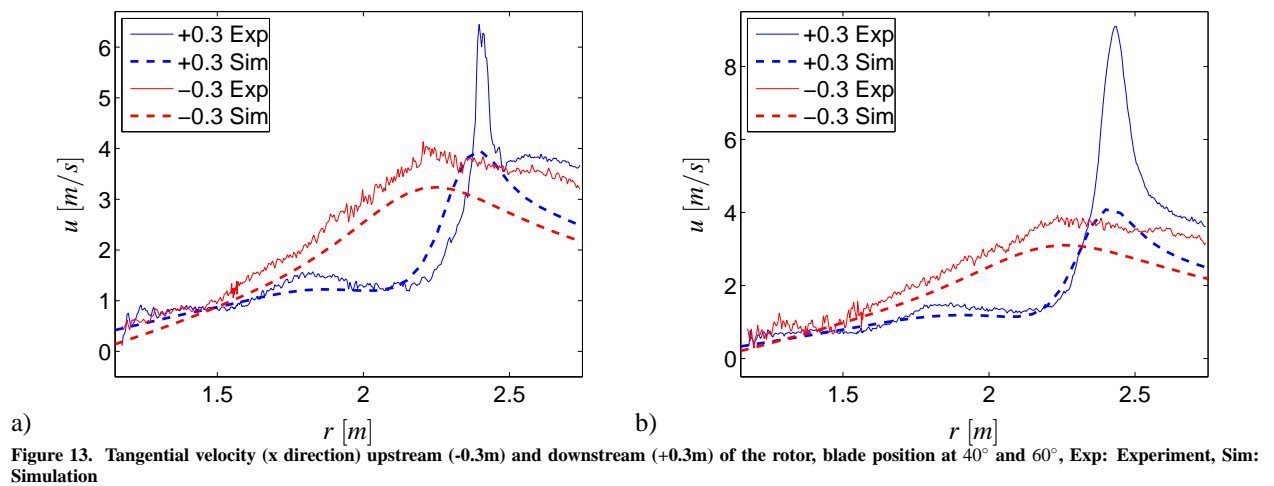 +0.3 Exp
+0.3 Sim
−0.3 Exp
−0.3 Sim
6
5
4
3
2
1
0
u [m/s]
1.5 2 2.5
r [m]
a)
+0.3 Exp
+0.3 Sim
−0.3 Exp
−0.3 Sim
8
6
4
2
0
u [m/s]
1.5 2 2.5
r [m]
b)
Figure 13. Tangential velocity (x direction) upstream (-0.3m) and downstream (+0.3m) of the rotor, blade position at 40° and 60°, Exp: Experiment, Sim:
Simulation